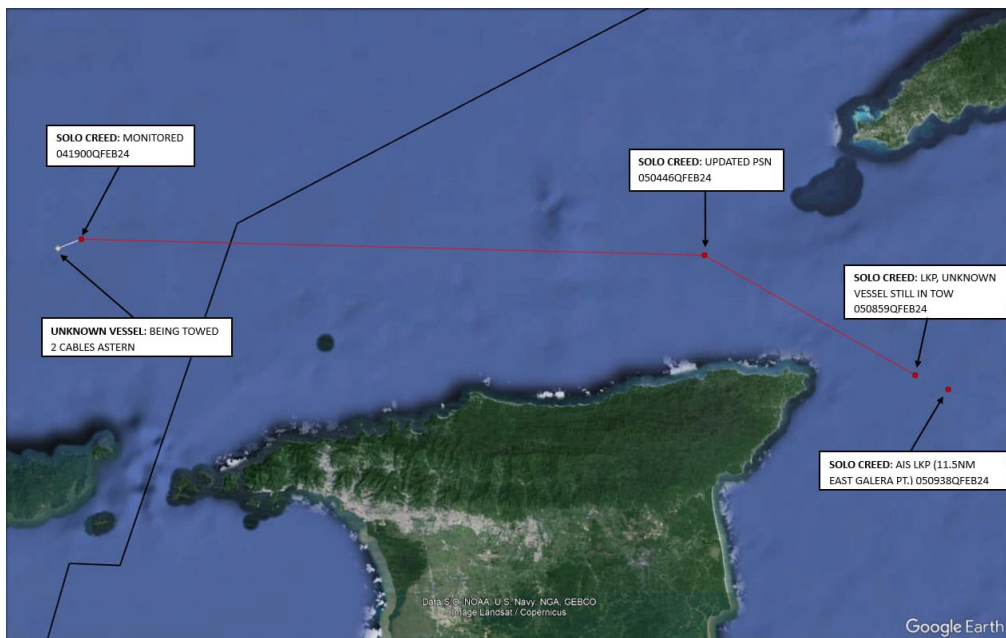 SOLO CREED: MONITORED
041900QFEB24
SOLO CREED: UPDATED PSN
050446QFEB24
SOLO CREED: LKP, UNKNOWN
VESSEL STILL IN TOW
050859QFEB24
UNKNOWN VESSEL: BEING TOWED
2 CABLES ASTERN
SOLO CREED: AIS LKP (11.5NM
EAST GALERA PT.) 050938QFEB24
Data SIO, NOAA, U.S. Navy, NGA, GEBCO
Image Landsat / Copernicus
Google Earth